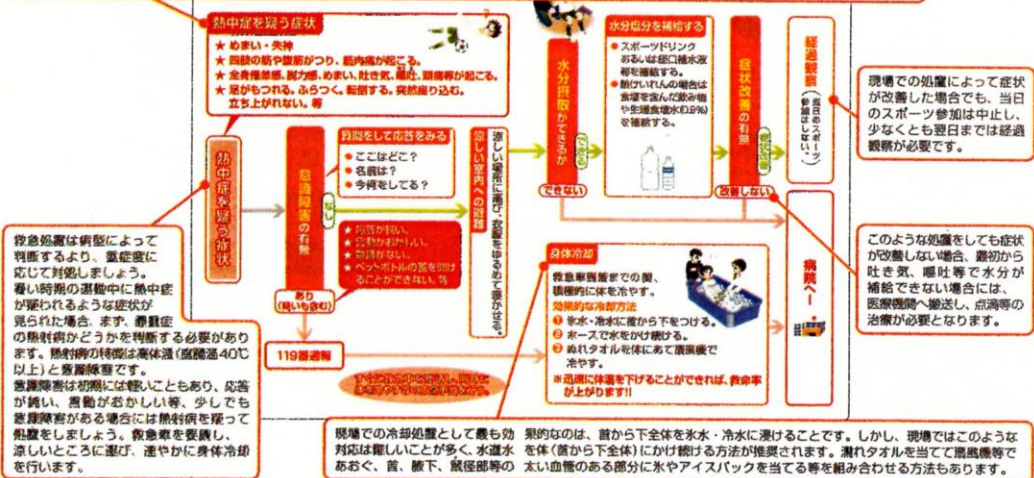 熱中症を疑う症状
★ めまい・失神
★ 四肢の筋や腹筋がつり、筋肉痛が起こる。
★ 全身倦怠感、脱力感、めまい、吐き気、嘔吐、頭痛等が起こる。
★ 足がもつれる。ふらつく。転倒する。突然座り込む。
立ち上がれない。等
熱中症を疑う症状
意識障害の有無
なし
あり
(疑いも含む)
質問をして応答をみる
● ここはどこ？
● 名前は？
● 今何をしてる？
★ 応答が鈍い。
★ 言動がおかしい。
★ 意識がない。
★ ペットボトルの蓋を開け
ることができない。等
119番通報
涼しい室内への避難
涼しい場所に運び、衣服をゆるめて寝かせる。
水分摂取ができるか
できる
できない
水分塩分を補給する
● スポーツドリンク
あるいは経口補水液
等を補給する。
● 熱けいれんの場合は
食塩を含んだ飲み物
や生理食塩水(0.9%)
を補給する。
症状改善の有無
症状改善
改善しない
経過観察
(当日のスポーツ
参加はしない。)
病院へ!
身体冷却
救急車到着までの間、
積極的に体を冷やす。
効果的な冷却方法
① 氷水・冷水に首から下をつける。
② ホースで水をかけ続ける。
③ ぬれタオルを体にあて扇風機で
冷やす。
※迅速に体温を下げることができれば、救命率
が上がります!!
現場での処置によって症状
が改善した場合でも、当日
のスポーツ参加は中止し、
少なくとも翌日までは経過
観察が必要です。
このような処置をしても症状
が改善しない場合、最初から
吐き気、嘔吐等で水分が
補給できない場合には、
医療機関へ搬送し、点滴等の
治療が必要となります。
救急処置は病型によって
判断するより、重症度に
応じて対処しましょう。
暑い時期の運動中に熱中症
が疑われるような症状が
見られた場合、まず、最重症
の熱射病かどうかを判断する必要があり
ます。熱射病の特徴は高体温(直腸温40℃
以上)と意識障害です。
意識障害は初期には軽いこともあり、応答
が鈍い、言動がおかしい等、少しでも
意識障害がある場合には熱射病を疑って
処置をしましょう。救急車を要請し、
涼しいところに運び、速やかに身体冷却
を行います。
現場での冷却処置として最も効
対応は難しいことが多く、水道水
あおぐ、首、腋下、鼠径部等の
果的なのは、首から下全体を氷水・冷水に浸けることです。しかし、現場ではこのような
を体(首から下全体)にかけ続ける方法が推奨されます。濡れタオルを当てて扇風機等で
太い血管のある部分に氷やアイスパックを当てる等を組み合わせる方法もあります。